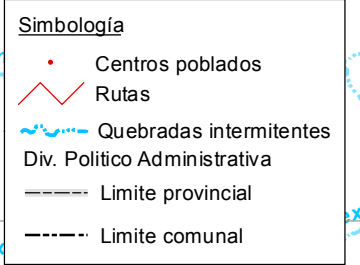 Simbología
Centros poblados
Rutas
Quebradas intermitentes
Div. Politico Administrativa
Limite provincial
Limite comunal